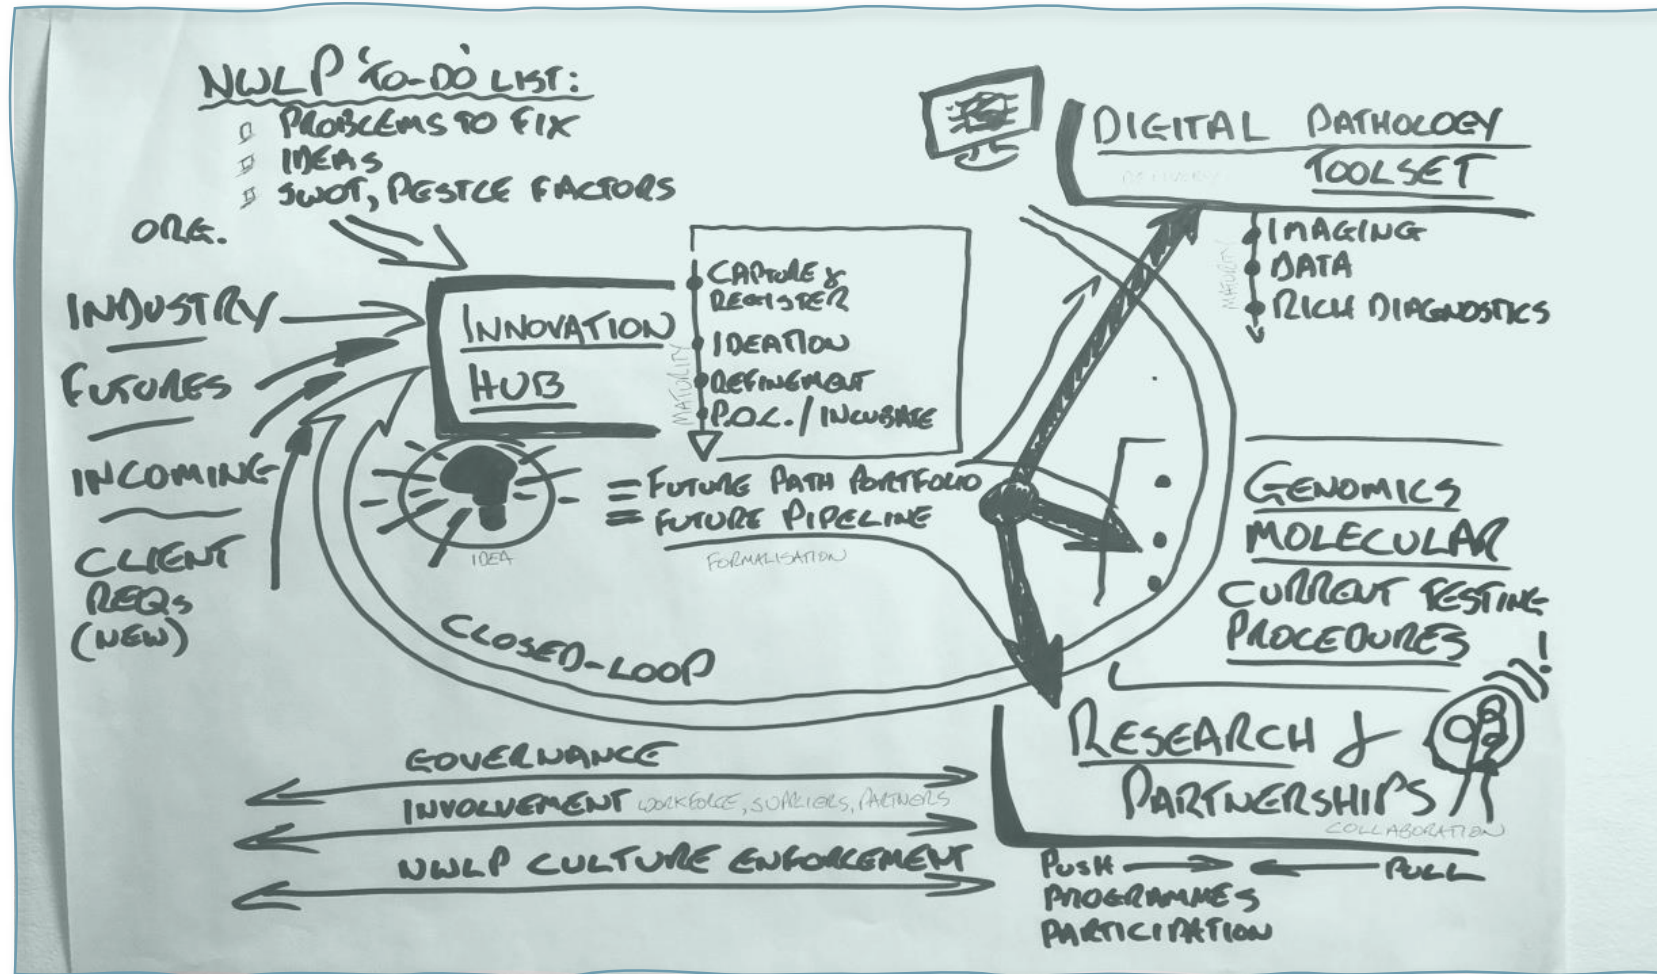 NWLP 'TO-DO' LIST:
PROBLEMS TO FIX
IDEAS
SWOT, PESTLE FACTORS
ORG.
INDUSTRY
FUTURES
INCOMING
CLIENT
REQS
(NEW)
INNOVATION
HUB
IDEA
MATURITY
CAPTURE &
REGISTER
IDEATION
REFINEMENT
P.O.C. / INCUBATE
= FUTURE PATH PORTFOLIO
= FUTURE PIPELINE
FORMALISATION
CLOSED-LOOP
DIGITAL PATHOLOGY
TOOLSET
DELIVERY
MATURITY
IMAGING
DATA
RICH DIAGNOSTICS
GENOMICS
MOLECULAR
CURRENT TESTING
PROCEDURES
!
RESEARCH &
PARTNERSHIPS
COLLABORATION
PUSH
PULL
PROGRAMMES
PARTICIPATION
GOVERNANCE
INVOLVEMENT WORKFORCE, SUPPLIERS, PARTNERS
NWLP CULTURE ENFORCEMENT